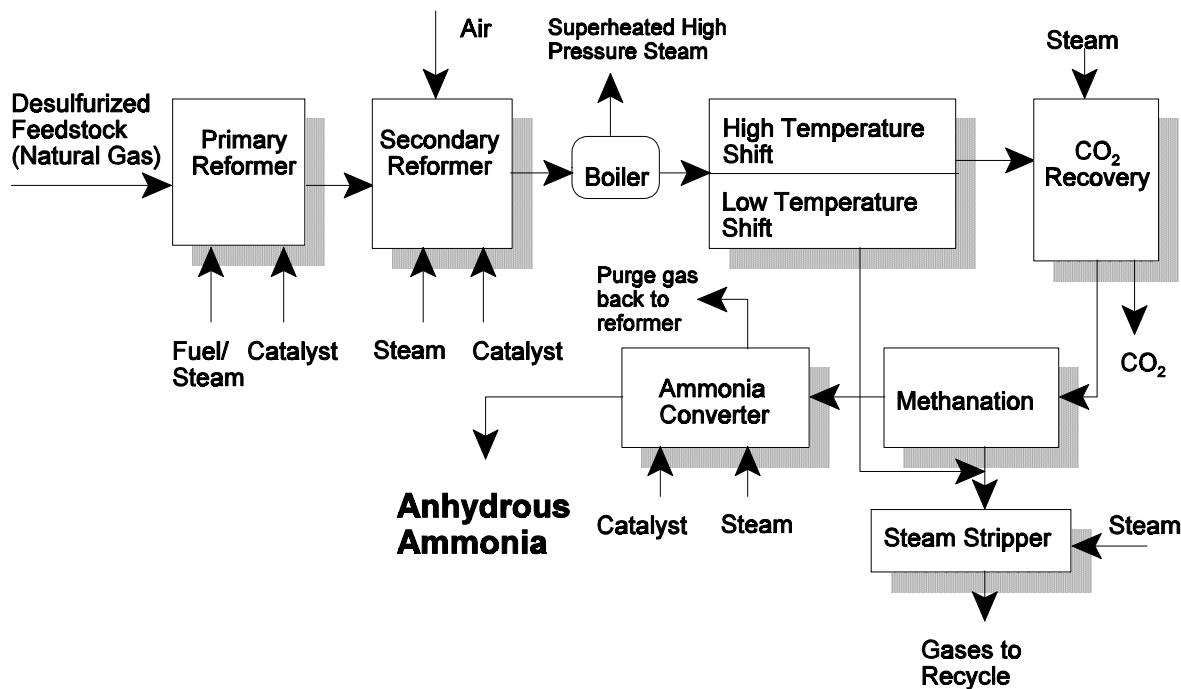 Air
Superheated High
Pressure Steam
Steam
Desulfurized
Feedstock
(Natural Gas)
Primary
Reformer
Secondary
Reformer
Boiler
High Temperature
Shift
Low Temperature
Shift
CO₂
Recovery
Fuel/
Steam
Catalyst
Steam
Catalyst
Purge gas
back to
reformer
CO₂
Ammonia
Converter
Methanation
Anhydrous
Ammonia
Catalyst
Steam
Steam Stripper
Steam
Gases to
Recycle